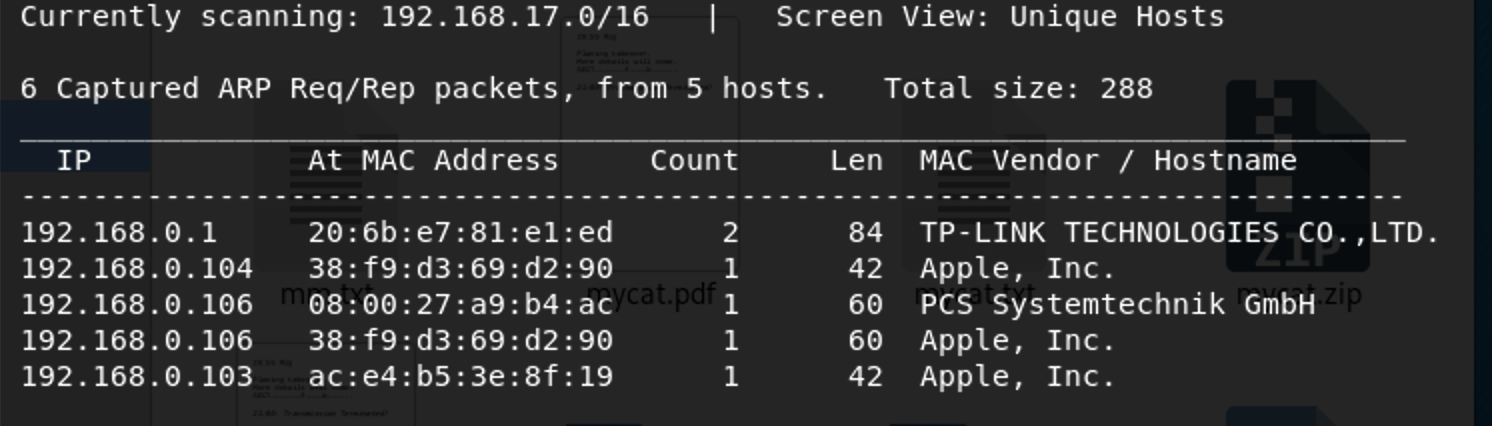 Currently scanning: 192.168.17.0/16   |   Screen View: Unique Hosts
6 Captured ARP Req/Rep packets, from 5 hosts.   Total size: 288
_____________________________________________________________________________
  IP            At MAC Address     Count     Len  MAC Vendor / Hostname
-----------------------------------------------------------------------------
192.168.0.1     20:6b:e7:81:e1:ed      2      84  TP-LINK TECHNOLOGIES CO.,LTD.
192.168.0.104   38:f9:d3:69:d2:90      1      42  Apple, Inc.
192.168.0.106   08:00:27:a9:b4:ac      1      60  PCS Systemtechnik GmbH
192.168.0.106   38:f9:d3:69:d2:90      1      60  Apple, Inc.
192.168.0.103   ac:e4:b5:3e:8f:19      1      42  Apple, Inc.
mm.txt
mycat.pdf
mycat.txt
mycat.zip
ZIP